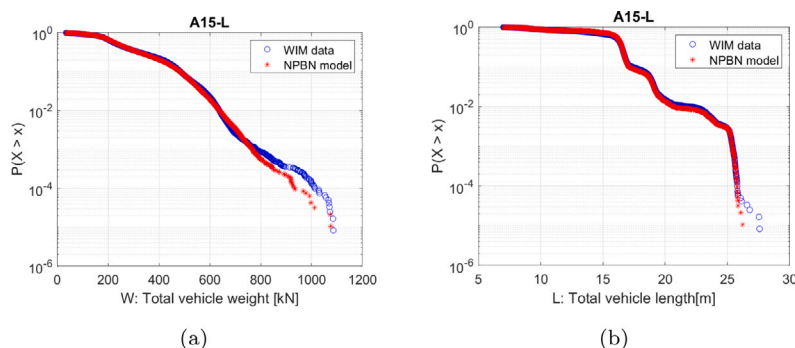 A15-L
WIM data
NPBN model
P(X > x)
10^0
10^-2
10^-4
10^-6
0 200 400 600 800 1000 1200
W: Total vehicle weight [kN]
(a)
A15-L
WIM data
NPBN model
P(X > x)
10^0
10^-2
10^-4
10^-6
5 10 15 20 25 30
L: Total vehicle length[m]
(b)